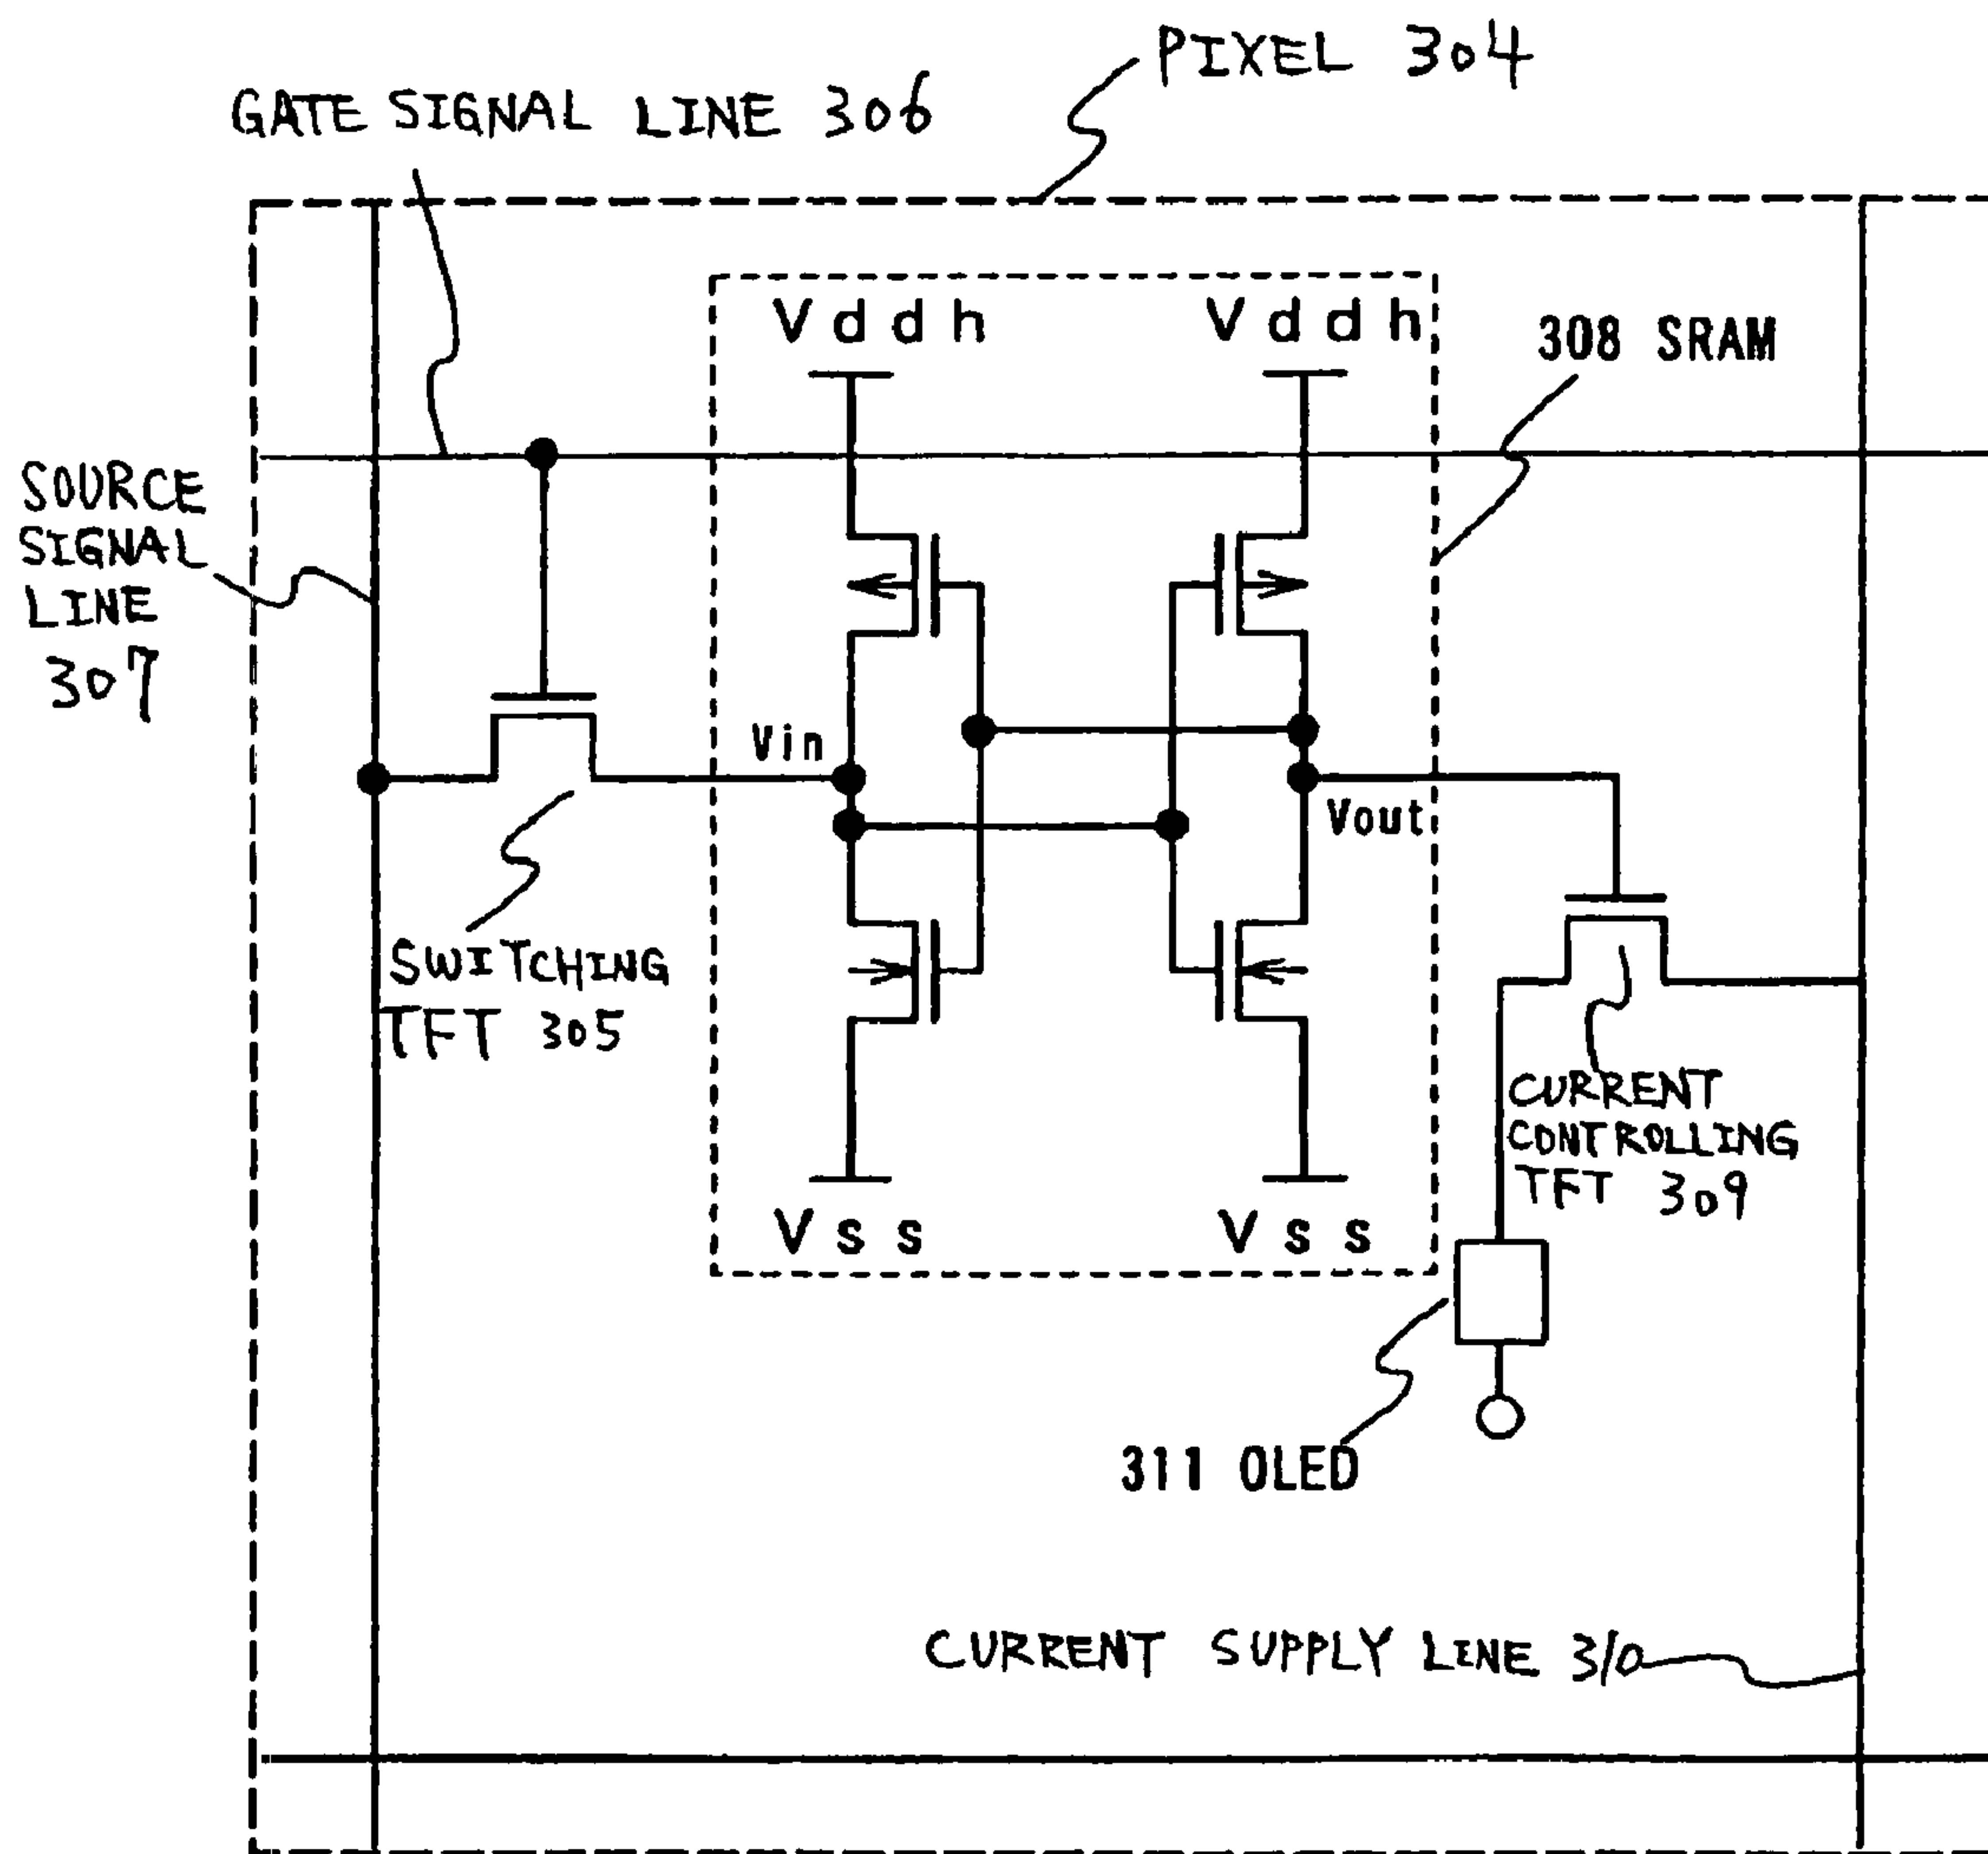 PIXEL 304
GATE SIGNAL LINE 306
Vddh
Vddh
308 SRAM
SOURCE
SIGNAL
LINE
307
Vin
Vout
SWITCHING
TFT 305
CURRENT
CONTROLLING
TFT 309
Vss
Vss
311 OLED
CURRENT SUPPLY LINE 310